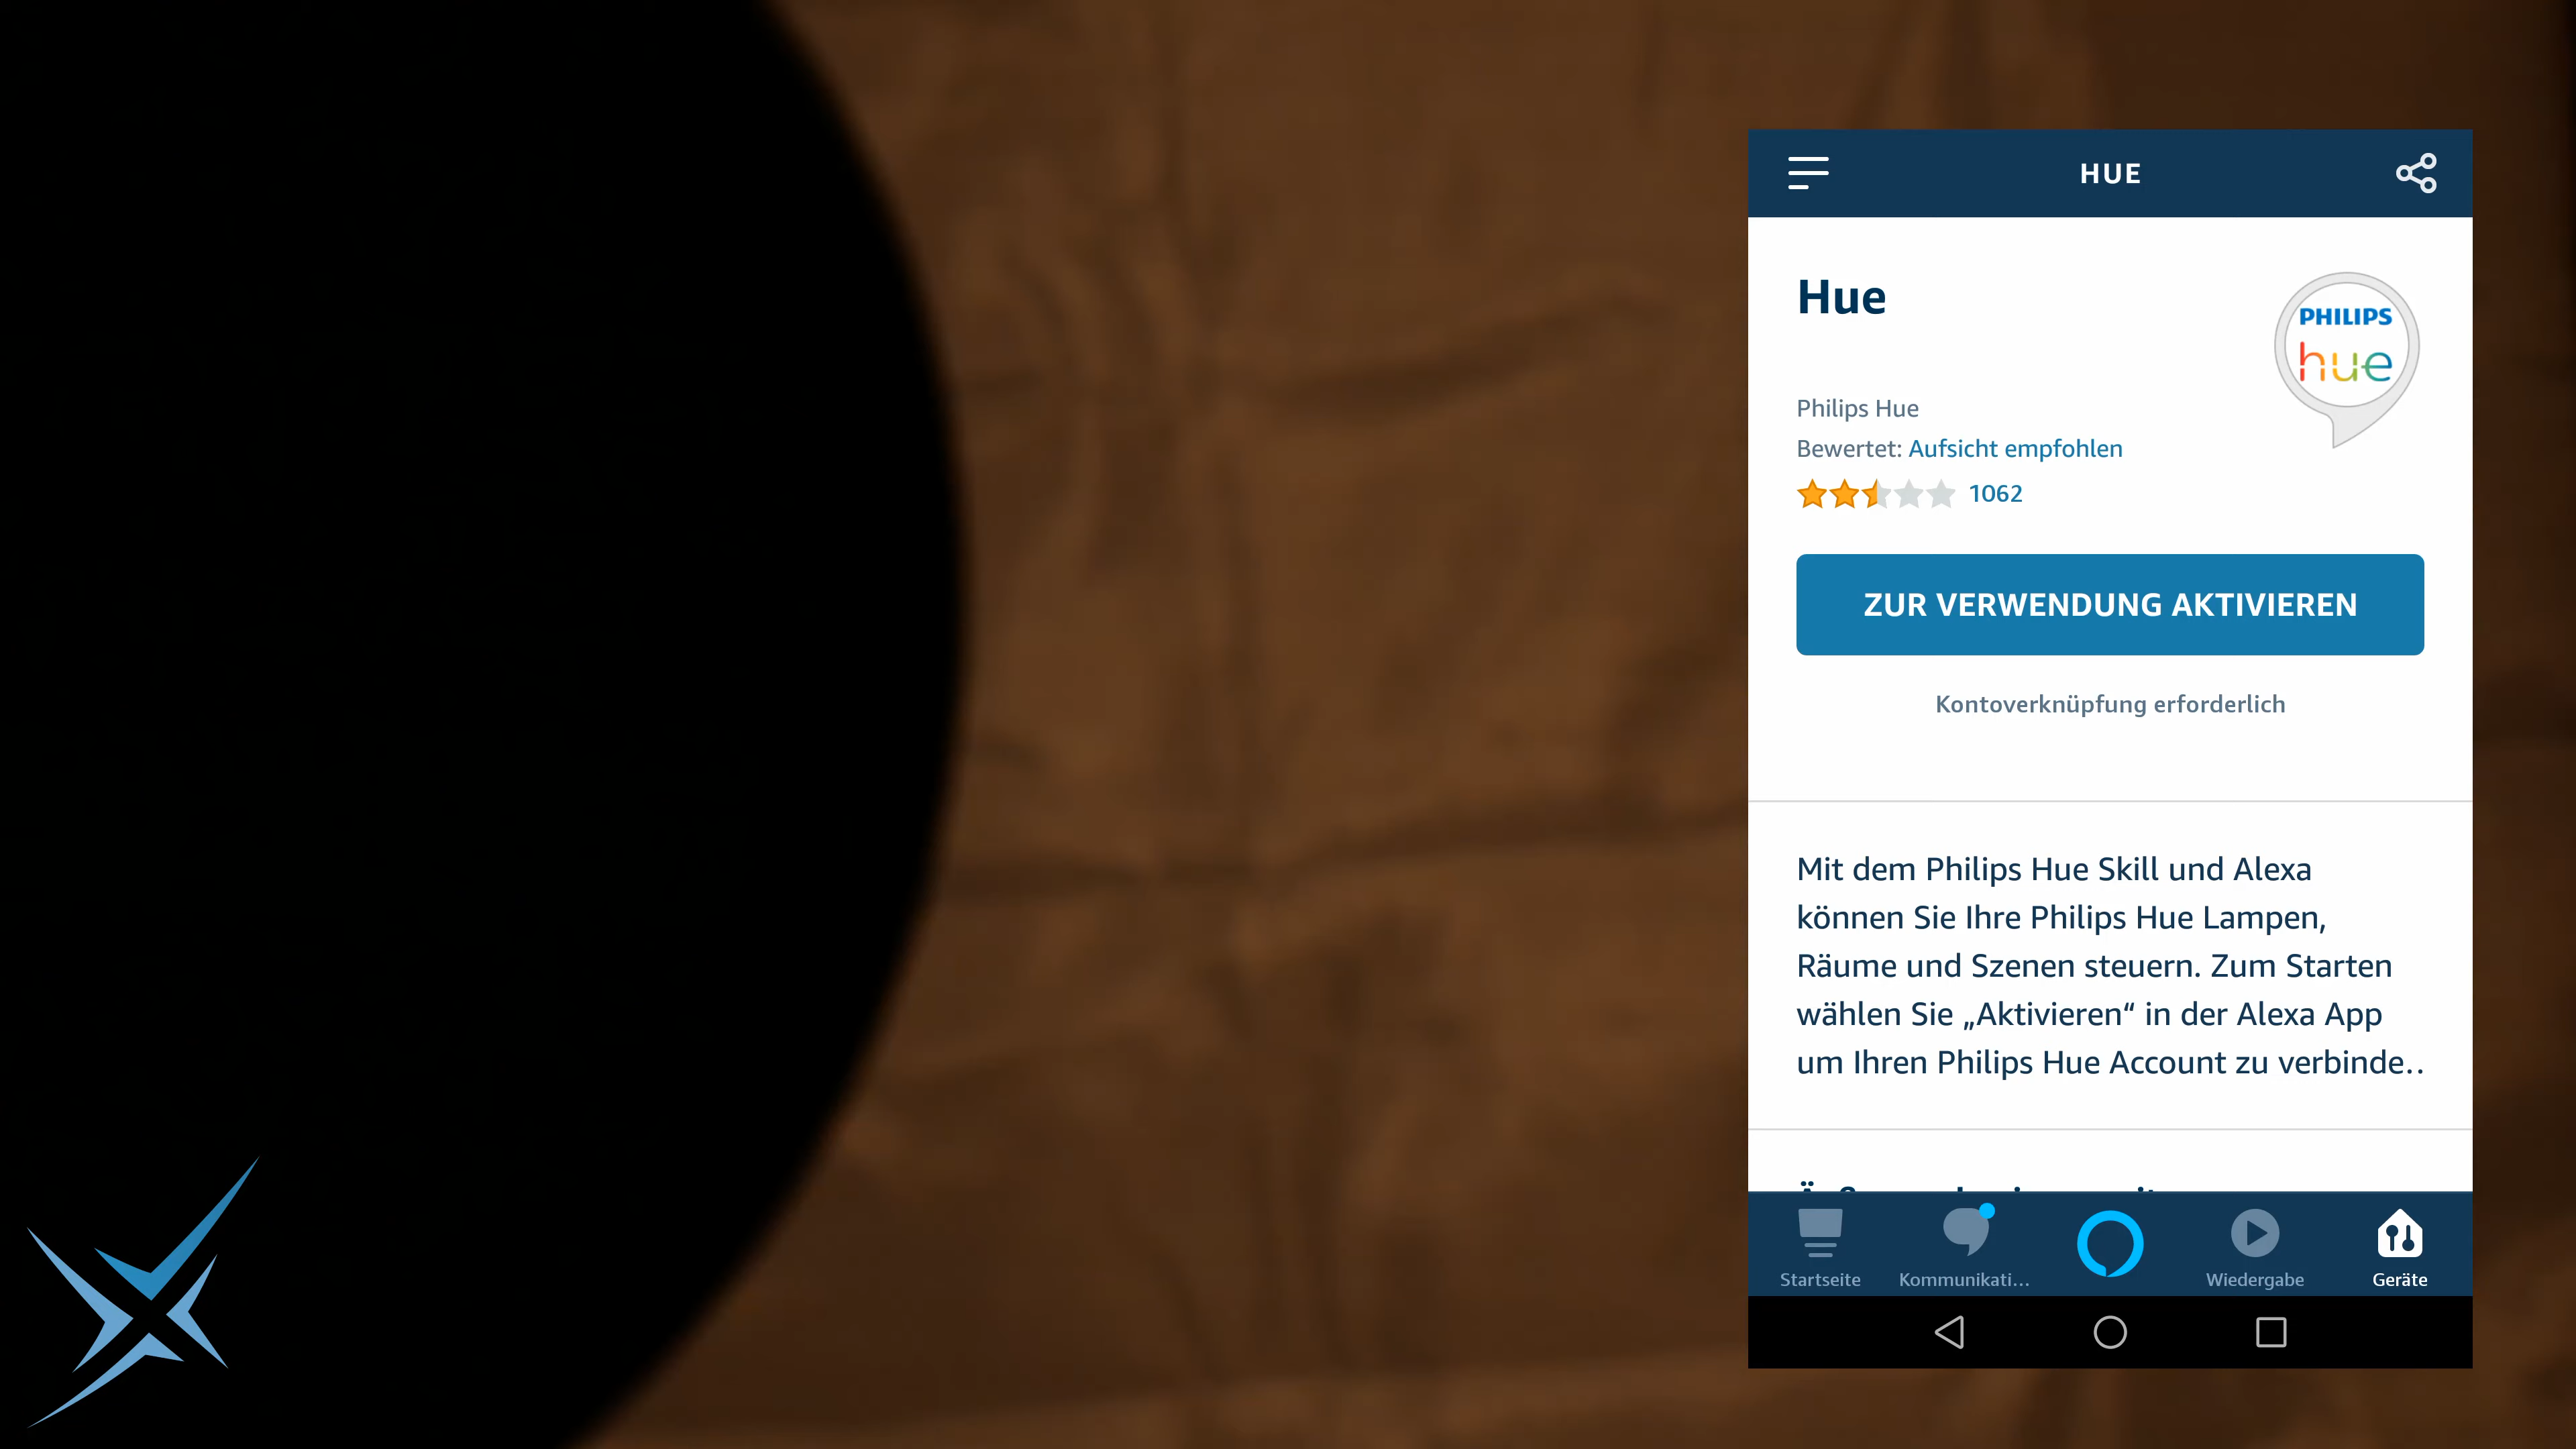 HUE
Hue
PHILIPS
hue
Philips Hue
Bewertet: Aufsicht empfohlen
1062
ZUR VERWENDUNG AKTIVIEREN
Kontoverknüpfung erforderlich
Mit dem Philips Hue Skill und Alexa
können Sie Ihre Philips Hue Lampen,
Räume und Szenen steuern. Zum Starten
wählen Sie „Aktivieren“ in der Alexa App
um Ihren Philips Hue Account zu verbinde..
Startseite
Kommunikati...
Wiedergabe
Geräte